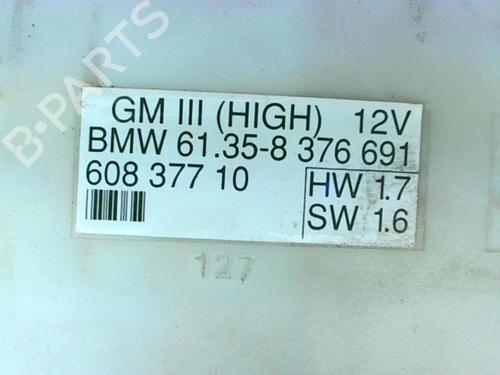 B-PARTS
GM III (HIGH) 12V
BMW 61.35-8 376 691
608 377 10
HW 1.7
SW 1.6
127